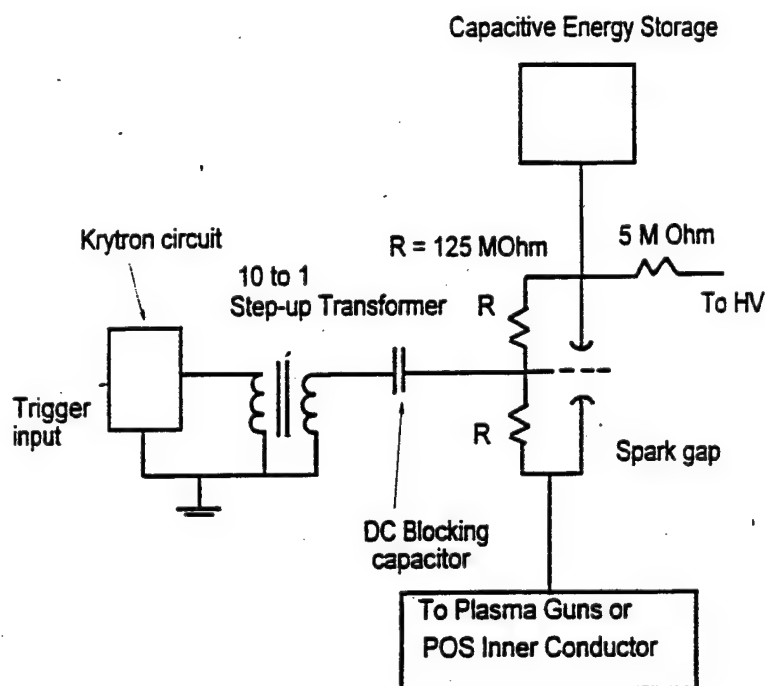 Capacitive Energy Storage
Krytron circuit
R = 125 MOhm
5 M Ohm
10 to 1
Step-up Transformer
R
To HV
Trigger
input
R
Spark gap
DC Blocking
capacitor
To Plasma Guns or
POS Inner Conductor